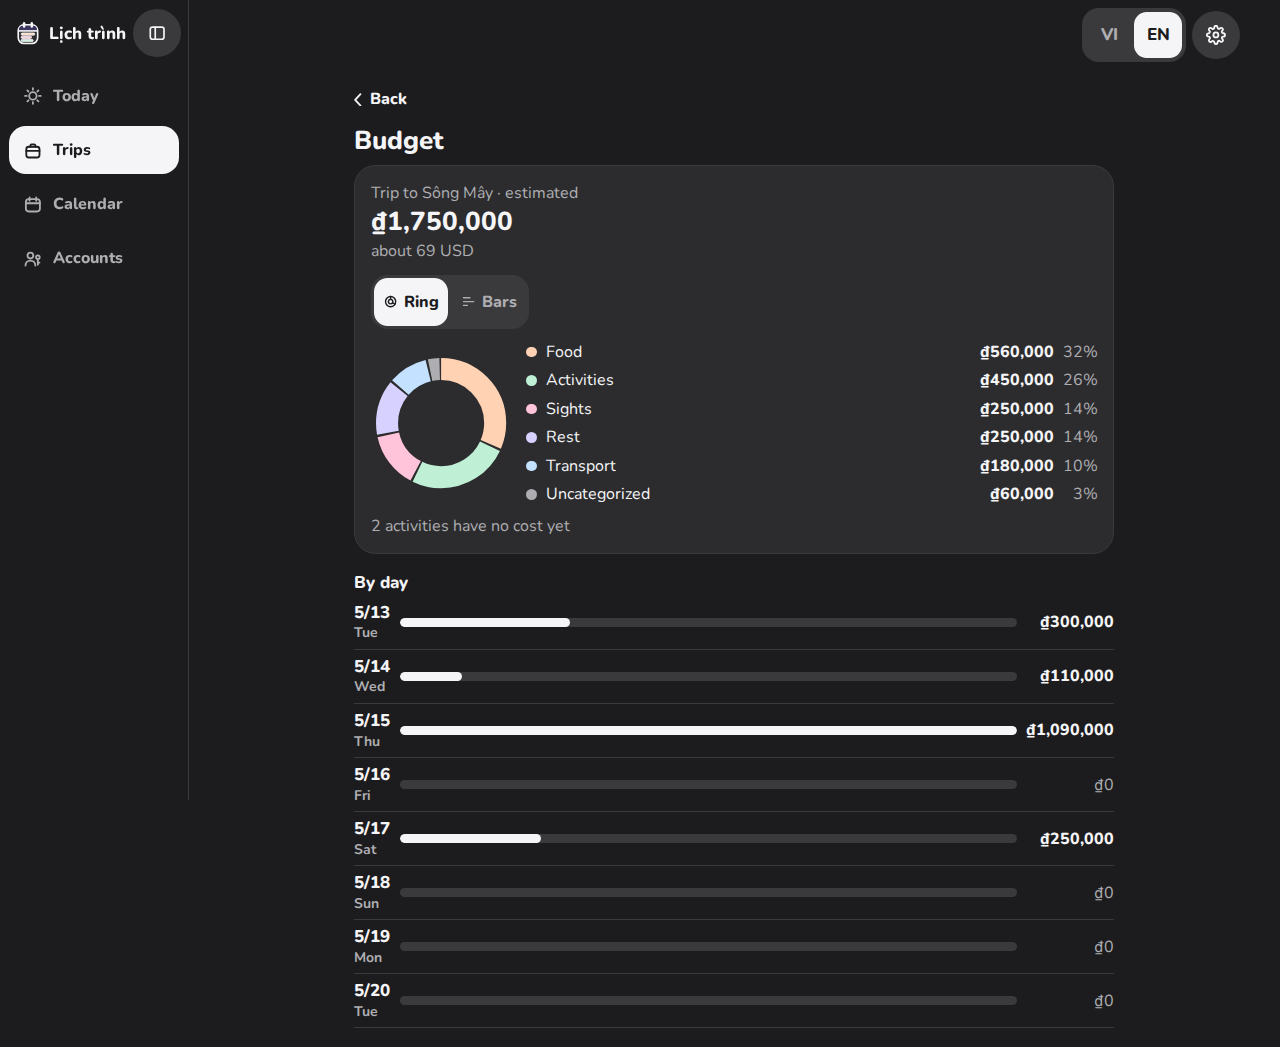 Lịch trình
VI EN
Today
Trips
Calendar
Accounts
Back
Budget
Trip to Sông Mây · estimated
₫1,750,000
about 69 USD
Ring Bars
Food ₫560,000 32%
Activities ₫450,000 26%
Sights ₫250,000 14%
Rest ₫250,000 14%
Transport ₫180,000 10%
Uncategorized ₫60,000 3%
2 activities have no cost yet
By day
5/13
Tue
₫300,000
5/14
Wed
₫110,000
5/15
Thu
₫1,090,000
5/16
Fri
₫0
5/17
Sat
₫250,000
5/18
Sun
₫0
5/19
Mon
₫0
5/20
Tue
₫0